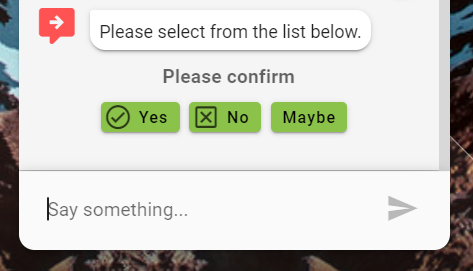 Please select from the list below.
Please confirm
Yes No Maybe
Say something...